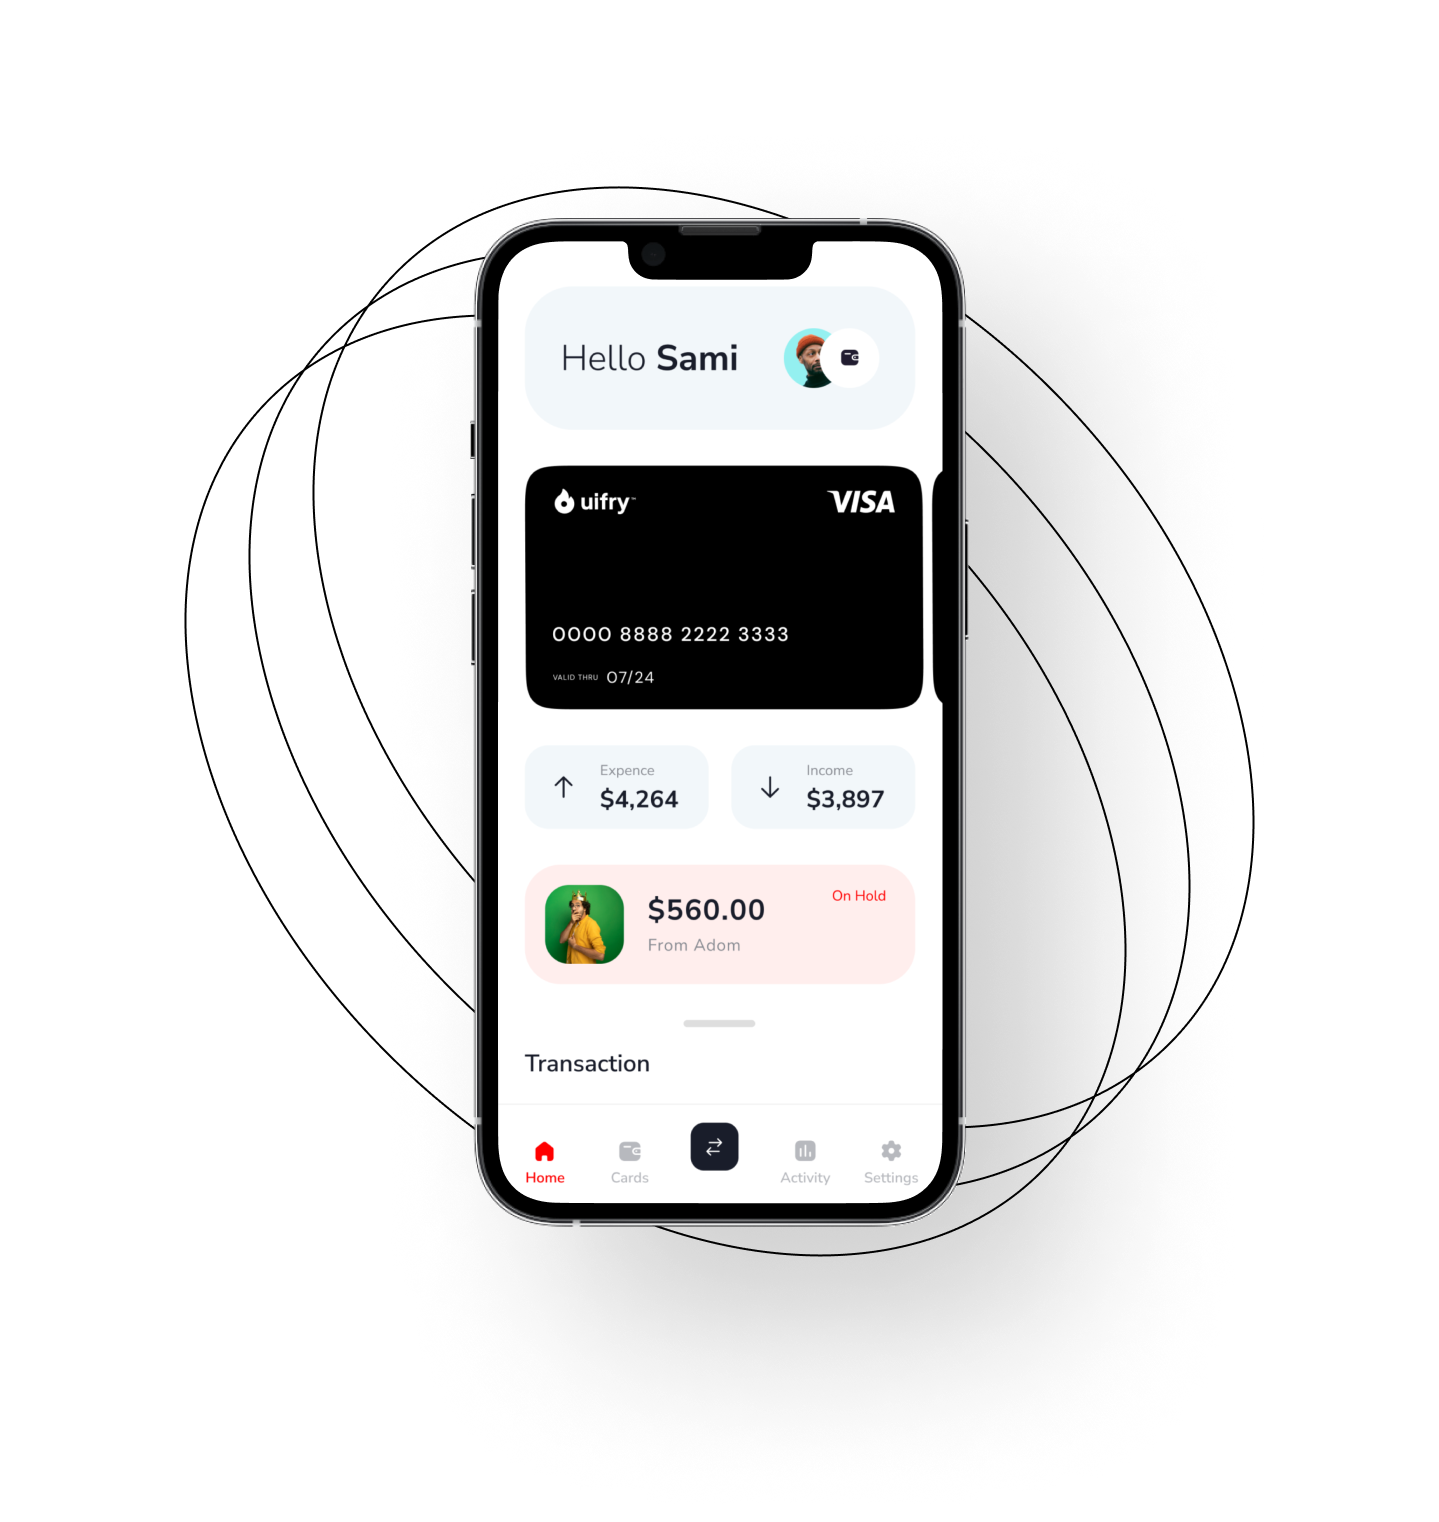 Hello Sami
uifry™
VISA
0000 8888 2222 3333
VALID THRU 07/24
Expence
$4,264
Income
$3,897
$560.00
On Hold
From Adom
Transaction
Home
Cards
Activity
Settings